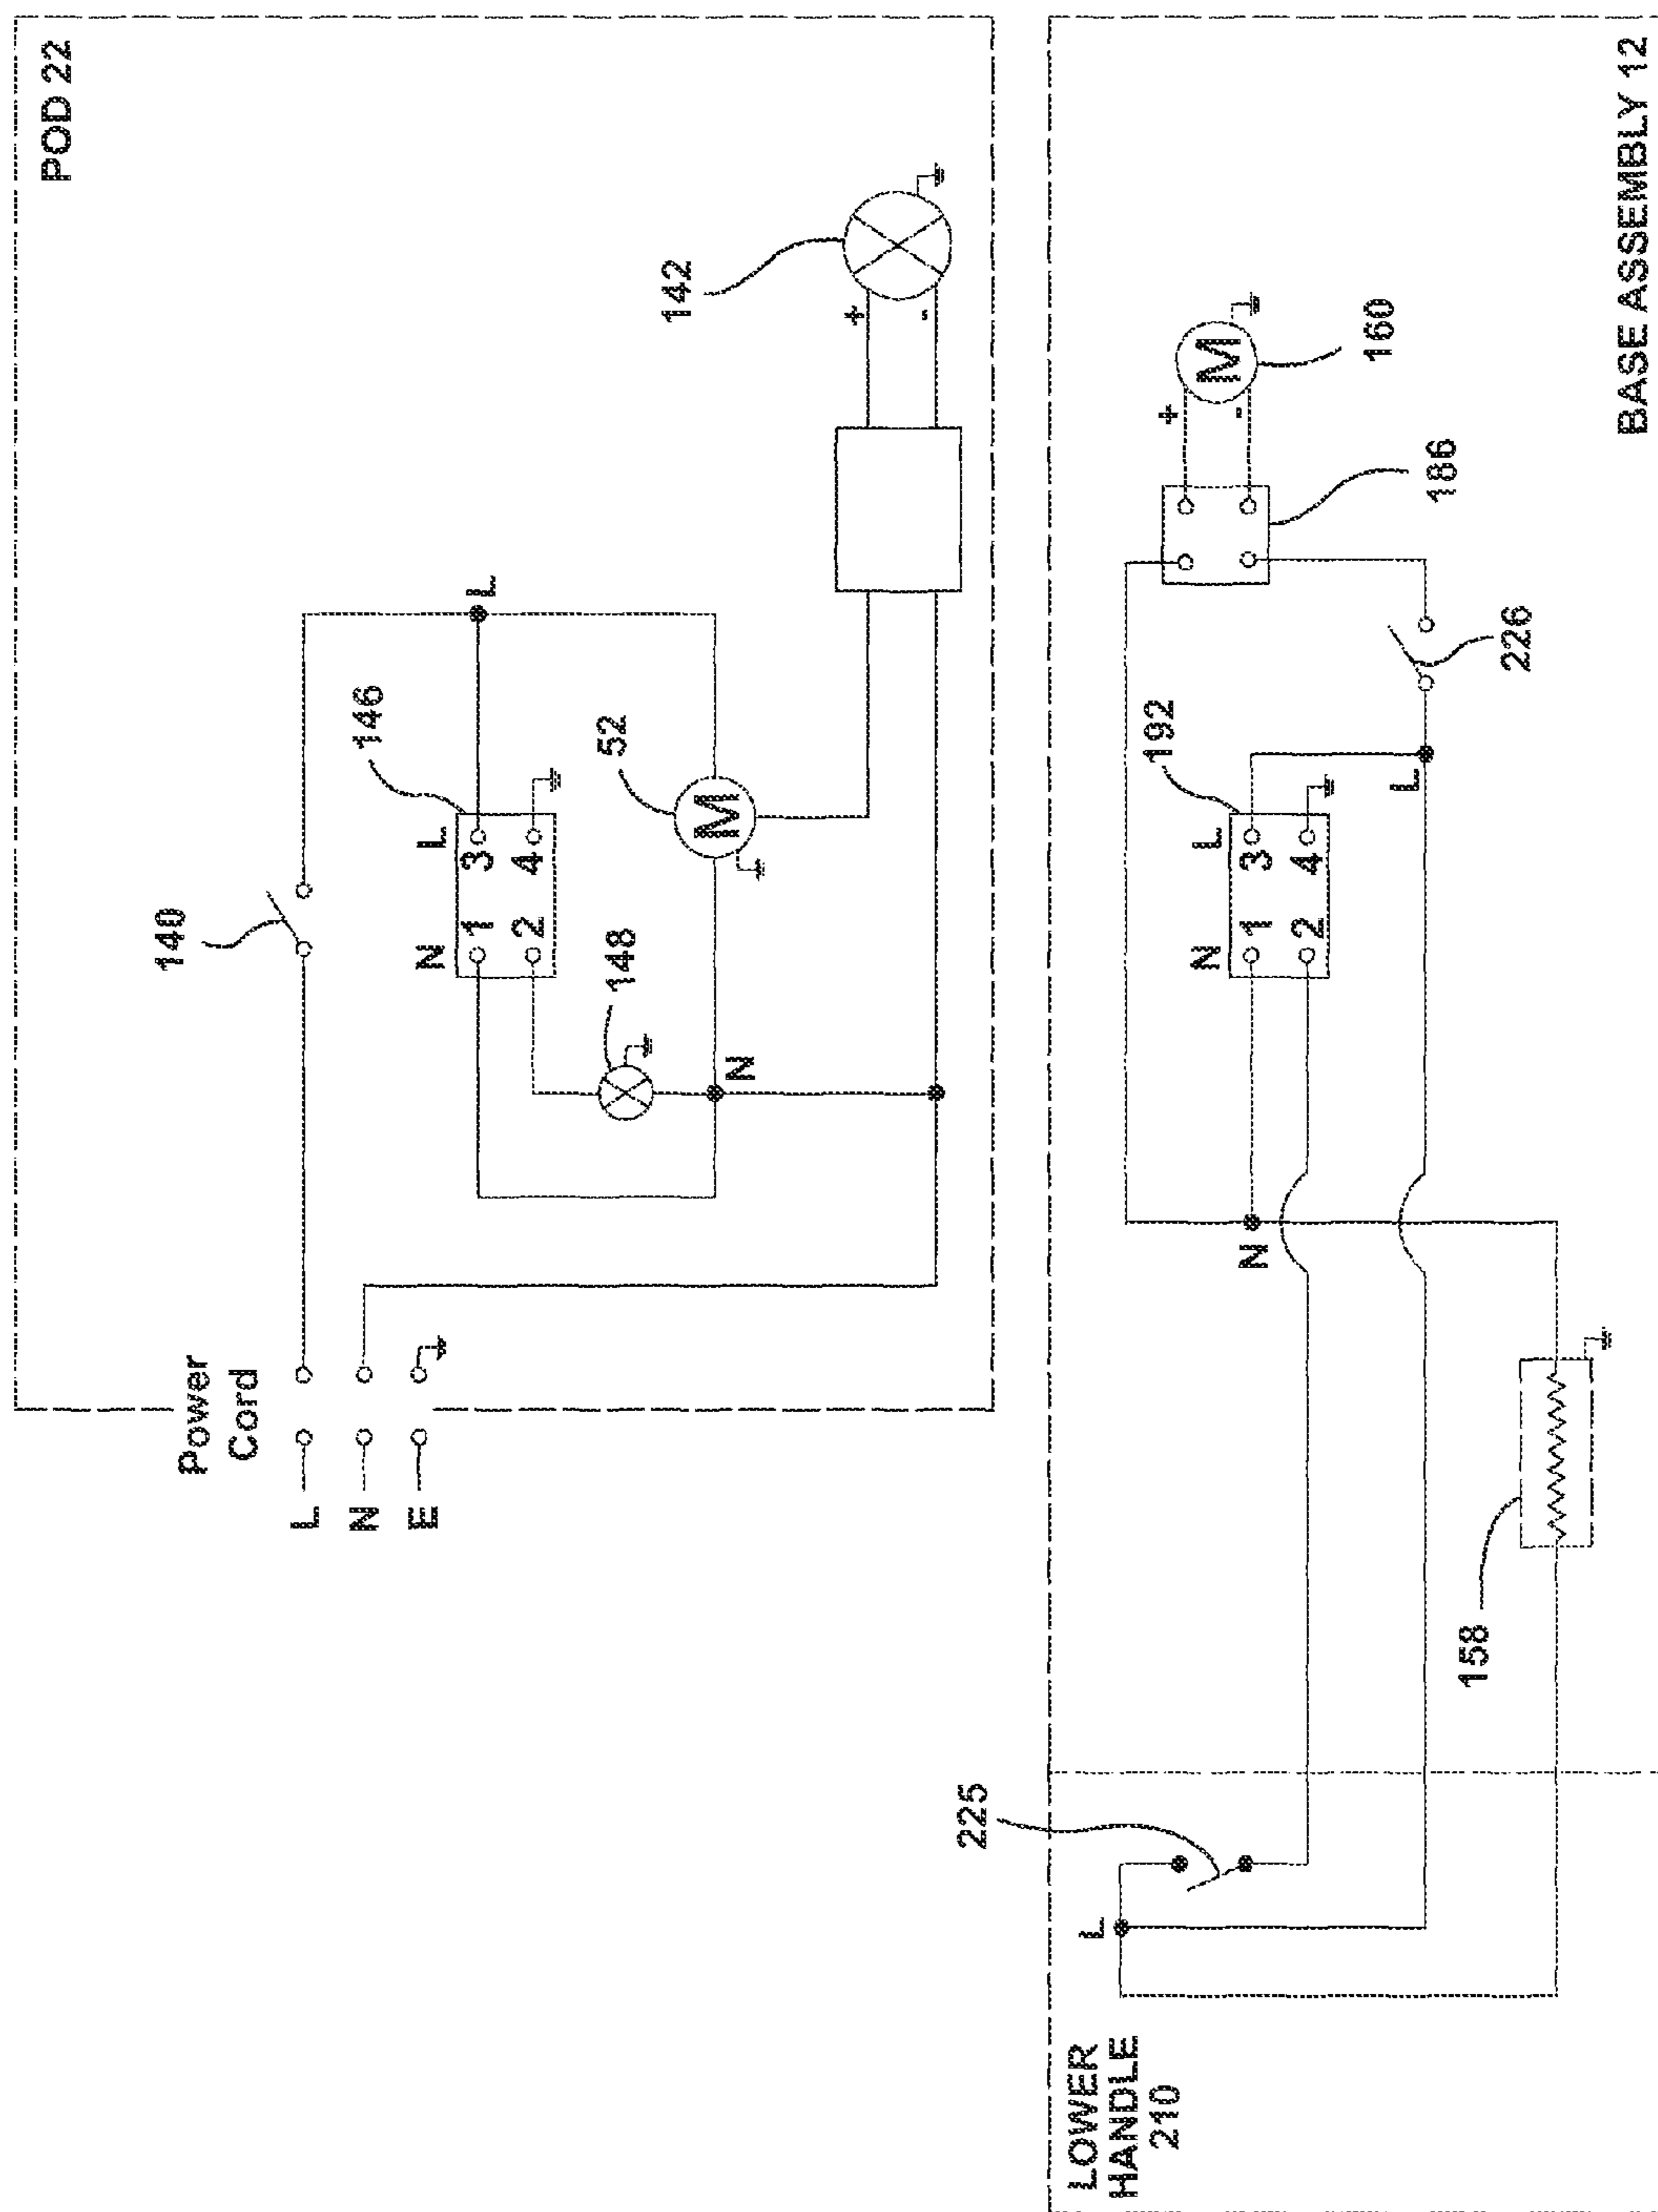 POD 22
142
146
52
140
148
L
N
L
N
1
2
3
4
M
+
-
N
Power
Cord
L
N
E
BASE ASSEMBLY 12
160
186
226
192
M
+
-
L
N
L
1
2
3
4
N
158
225
L
LOWER
HANDLE
210